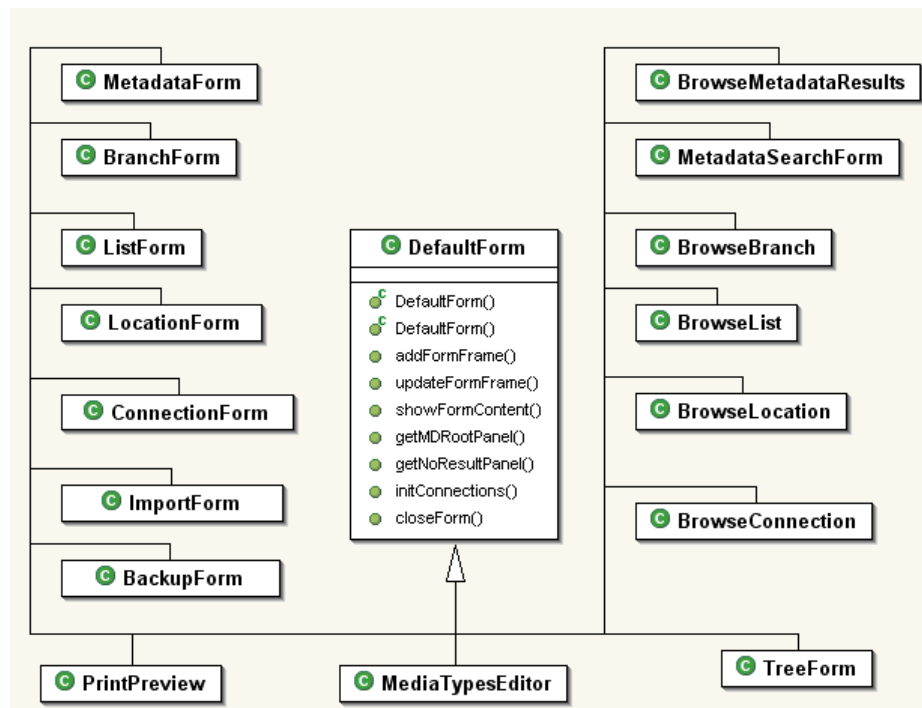 MetadataForm
BranchForm
ListForm
LocationForm
ConnectionForm
ImportForm
BackupForm
DefaultForm
DefaultForm()
DefaultForm()
addFormFrame()
updateFormFrame()
showFormContent()
getMDRootPanel()
getNoResultPanel()
initConnections()
closeForm()
BrowseMetadataResults
MetadataSearchForm
BrowseBranch
BrowseList
BrowseLocation
BrowseConnection
PrintPreview
MediaTypesEditor
TreeForm